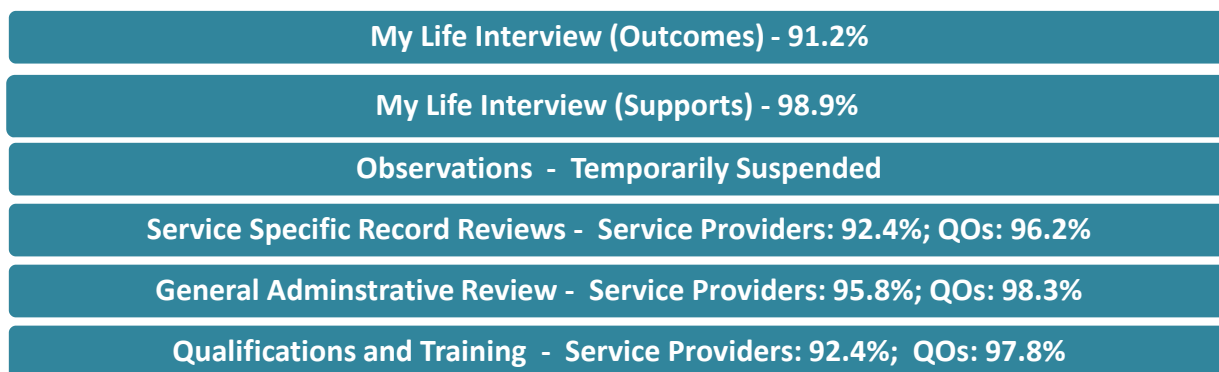 My Life Interview (Outcomes) - 91.2%
My Life Interview (Supports) - 98.9%
Observations - Temporarily Suspended
Service Specific Record Reviews - Service Providers: 92.4%; QOs: 96.2%
General Adminstrative Review - Service Providers: 95.8%; QOs: 98.3%
Qualifications and Training - Service Providers: 92.4%; QOs: 97.8%